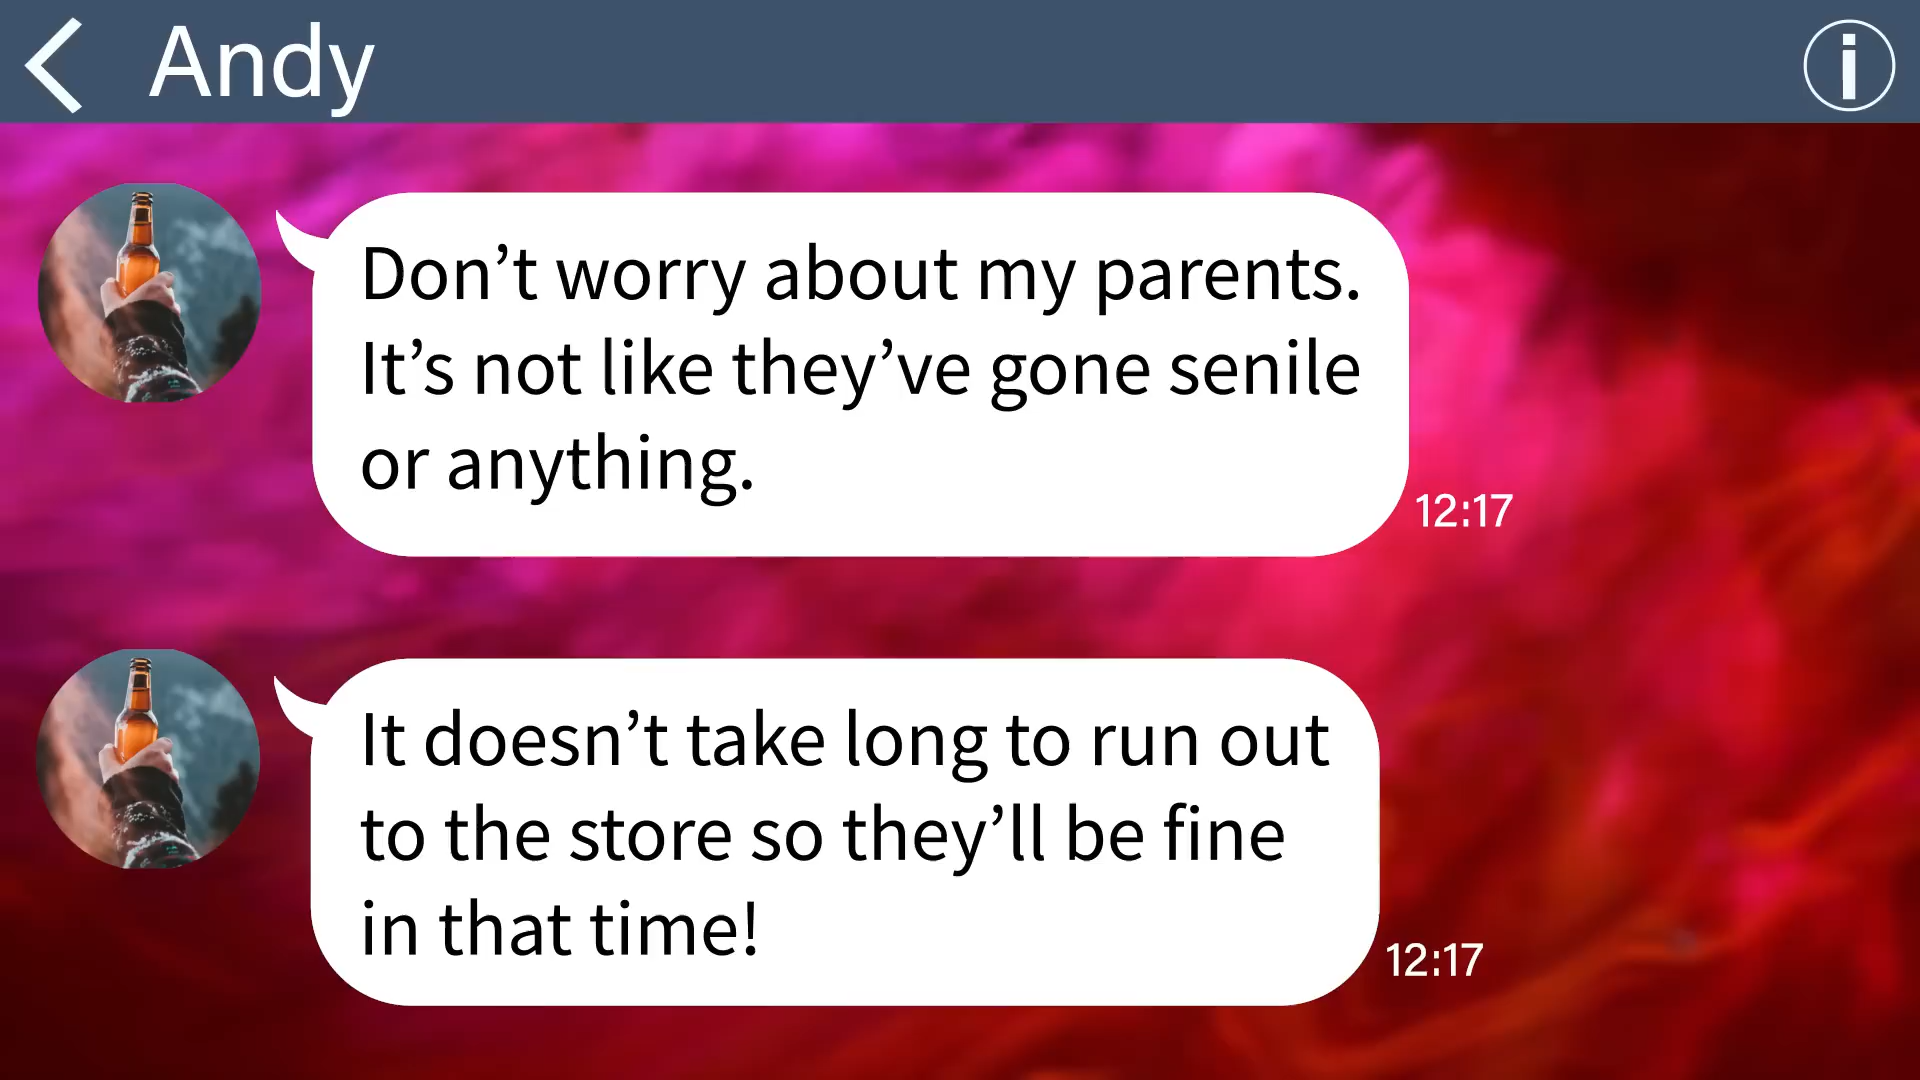 Andy
Don’t worry about my parents.
It’s not like they’ve gone senile
or anything.
12:17
It doesn’t take long to run out
to the store so they’ll be fine
in that time!
12:17